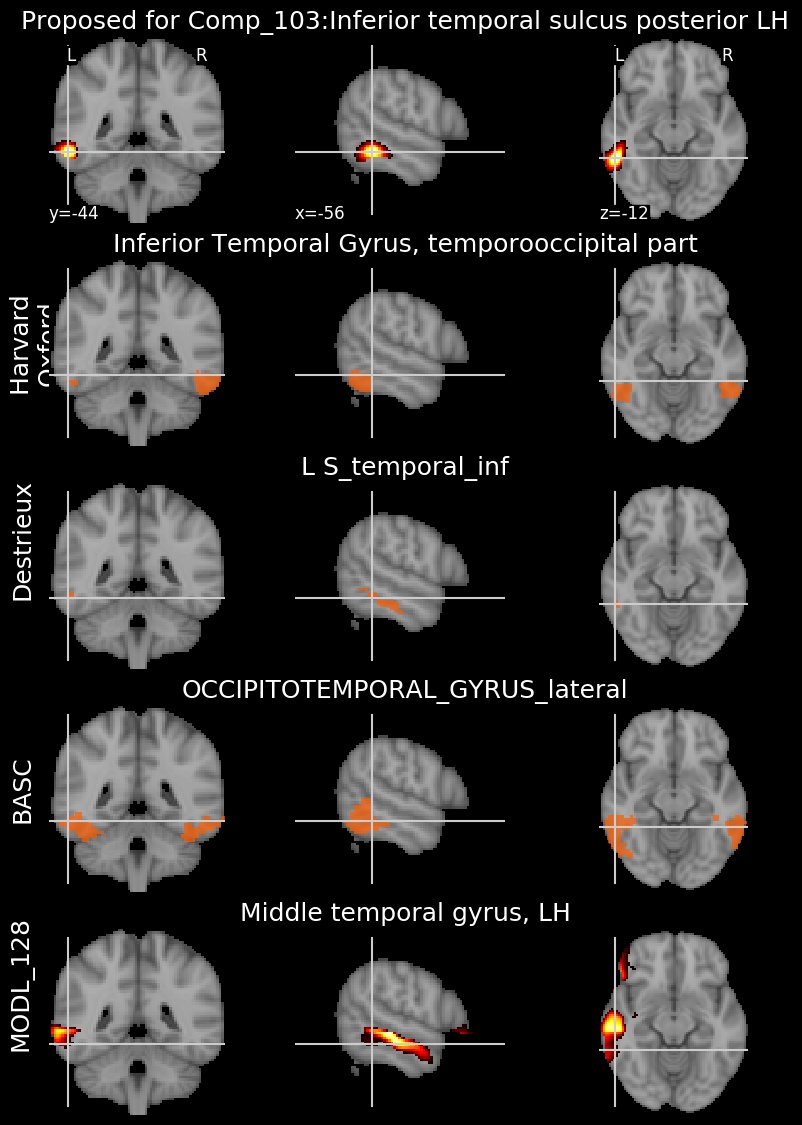 Proposed for Comp_103:Inferior temporal sulcus posterior LH
L R L R
y=-44 x=-56 z=-12
Inferior Temporal Gyrus, temporooccipital part
Harvard
Oxford
L S_temporal_inf
Destrieux
OCCIPITOTEMPORAL_GYRUS_lateral
BASC
Middle temporal gyrus, LH
MODL_128